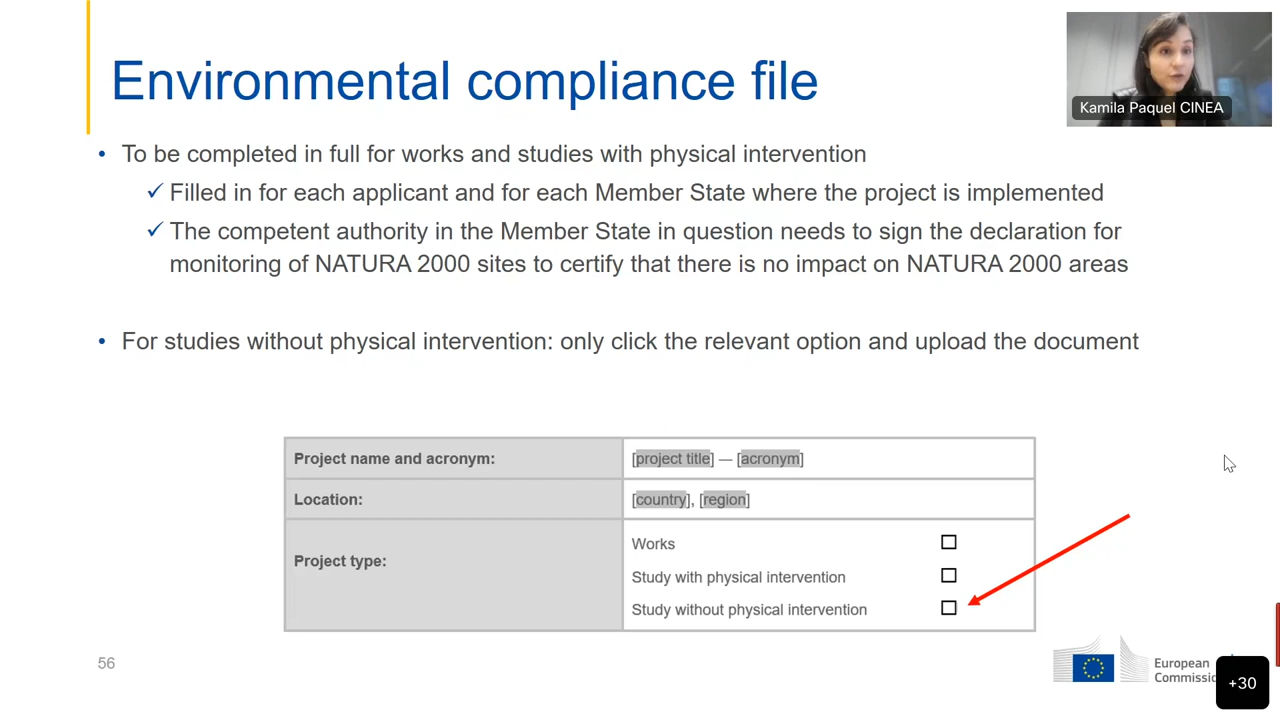 Environmental compliance file
Kamila Paquel CINEA
• To be completed in full for works and studies with physical intervention
✓ Filled in for each applicant and for each Member State where the project is implemented
✓ The competent authority in the Member State in question needs to sign the declaration for
monitoring of NATURA 2000 sites to certify that there is no impact on NATURA 2000 areas
• For studies without physical intervention: only click the relevant option and upload the document
Project name and acronym: [project title] — [acronym]
Location: [country], [region]
Project type:
Works ☐
Study with physical intervention ☐
Study without physical intervention ☐
56
European
Commissi
+30